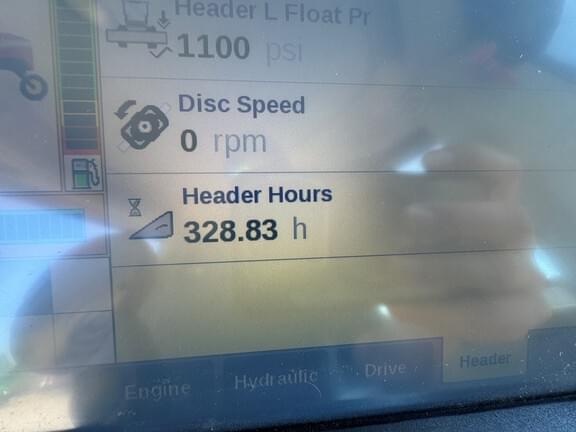 Header L Float Pr
1100 psi
Disc Speed
0 rpm
Header Hours
328.83 h
Engine
Hydraulic
Drive
Header